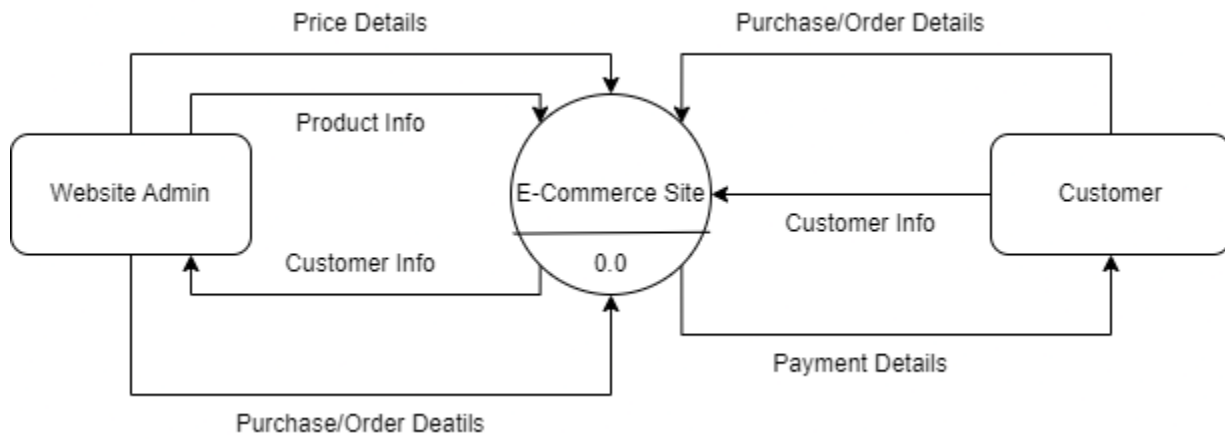 Price Details
Purchase/Order Details
Product Info
Website Admin
E-Commerce Site
Customer
Customer Info
Customer Info
0.0
Payment Details
Purchase/Order Deatils